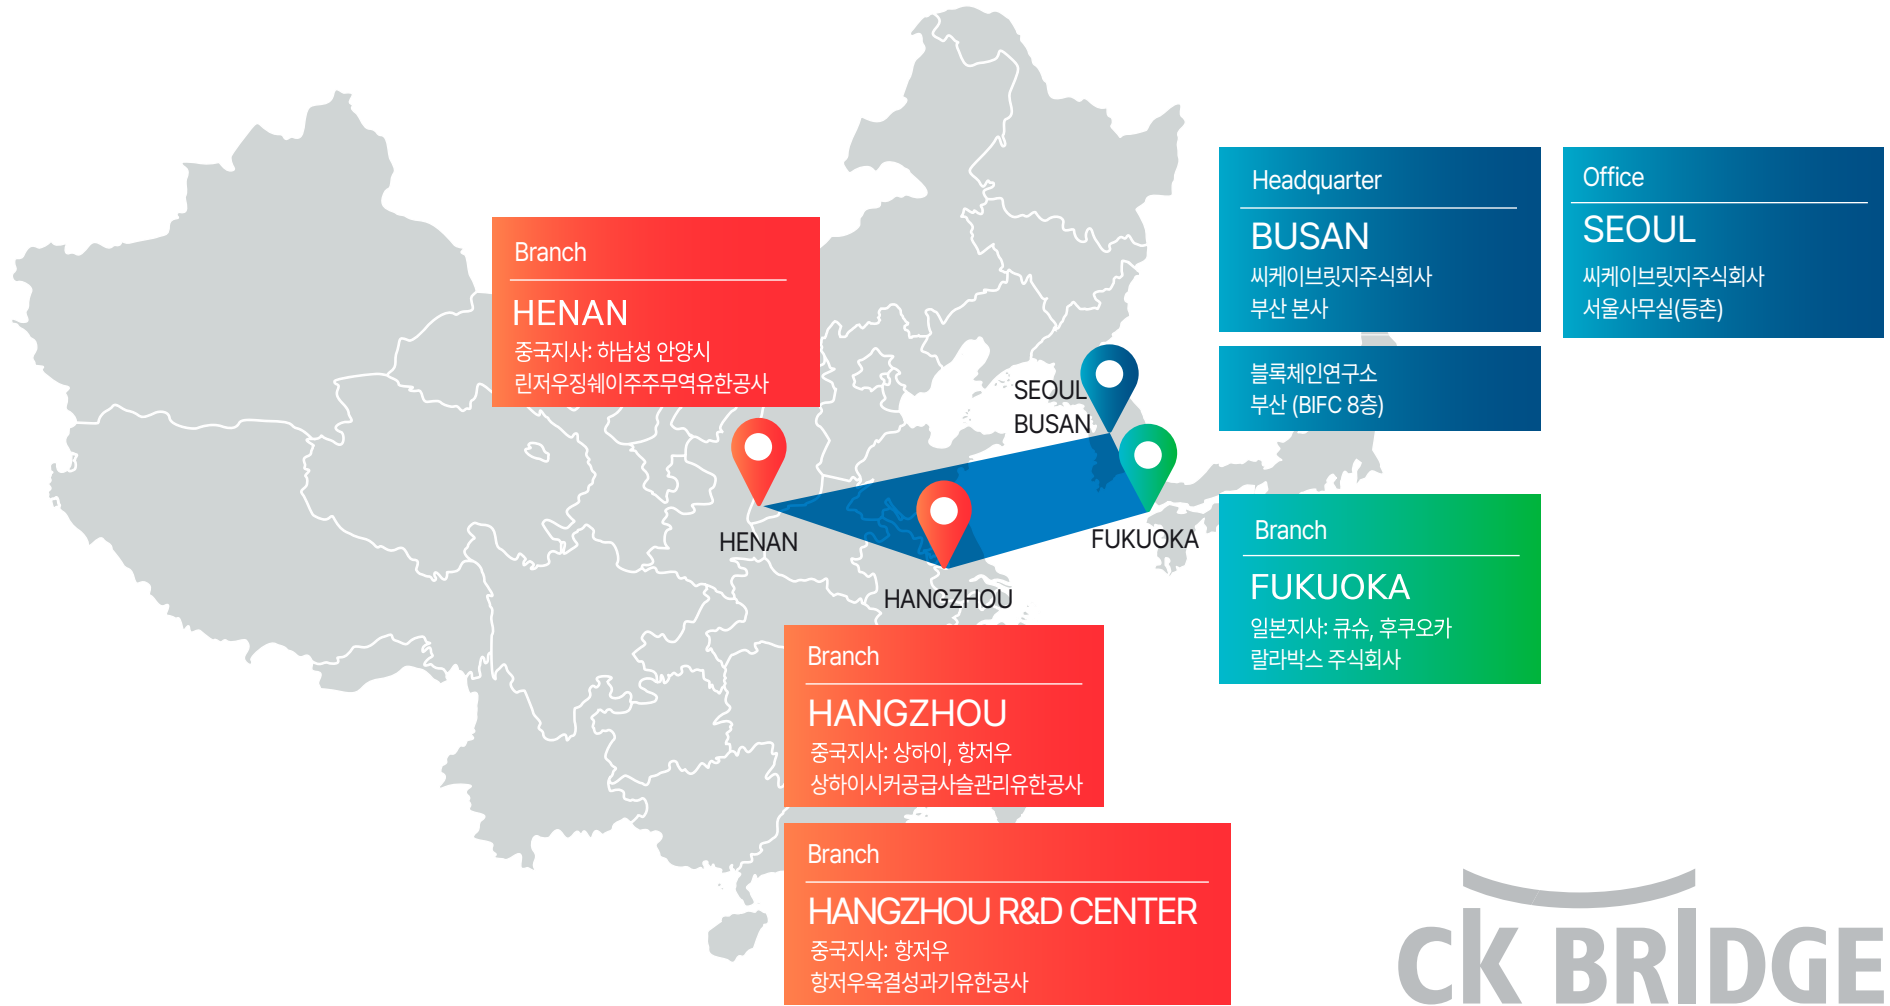 Branch
HENAN
중국지사: 하남성 안양시
린저우징쉐이주주무역유한공사
Headquarter
BUSAN
씨케이브릿지주식회사
부산 본사
블록체인연구소
부산 (BIFC 8층)
Office
SEOUL
씨케이브릿지주식회사
서울사무실(등촌)
SEOUL
BUSAN
HENAN
HANGZHOU
FUKUOKA
Branch
FUKUOKA
일본지사: 큐슈, 후쿠오카
랄라박스 주식회사
Branch
HANGZHOU
중국지사: 상하이, 항저우
상하이시커공급사슬관리유한공사
Branch
HANGZHOU R&D CENTER
중국지사: 항저우
항저우욱결성과기유한공사
CK BRIDGE